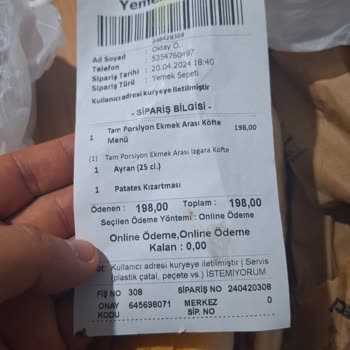 Yemek
240420308
Ad Soyad : Oktay Ö.
Telefon : 5354760497
Sipariş Tarihi : 20.04.2024 18:40
Sipariş Türü : Yemek Sepeti
Kullanıcı adresi kuryeye iletilmiştir
- SİPARİŞ BİLGİSİ -
1 Tam Porsiyon Ekmek Arası Köfte Menü 198,00
(1) Tam Porsiyon Ekmek Arası Izgara Köfte
1 Ayran (25 cl.)
1 Patates Kızartması
Ödenen : 198,00 Toplam : 198,00
Seçilen Ödeme Yöntemi : Online Ödeme
Online Ödeme,Online Ödeme
Kalan : 0,00
ot: Kullanıcı adresi kuryeye iletilmiştir | Servis
(plastik çatal, peçete vs.) İSTEMİYORUM
FİŞ NO 308 SİPARİŞ NO 240420308
ONAY KODU 645698071 MERKEZ SİP. NO 0